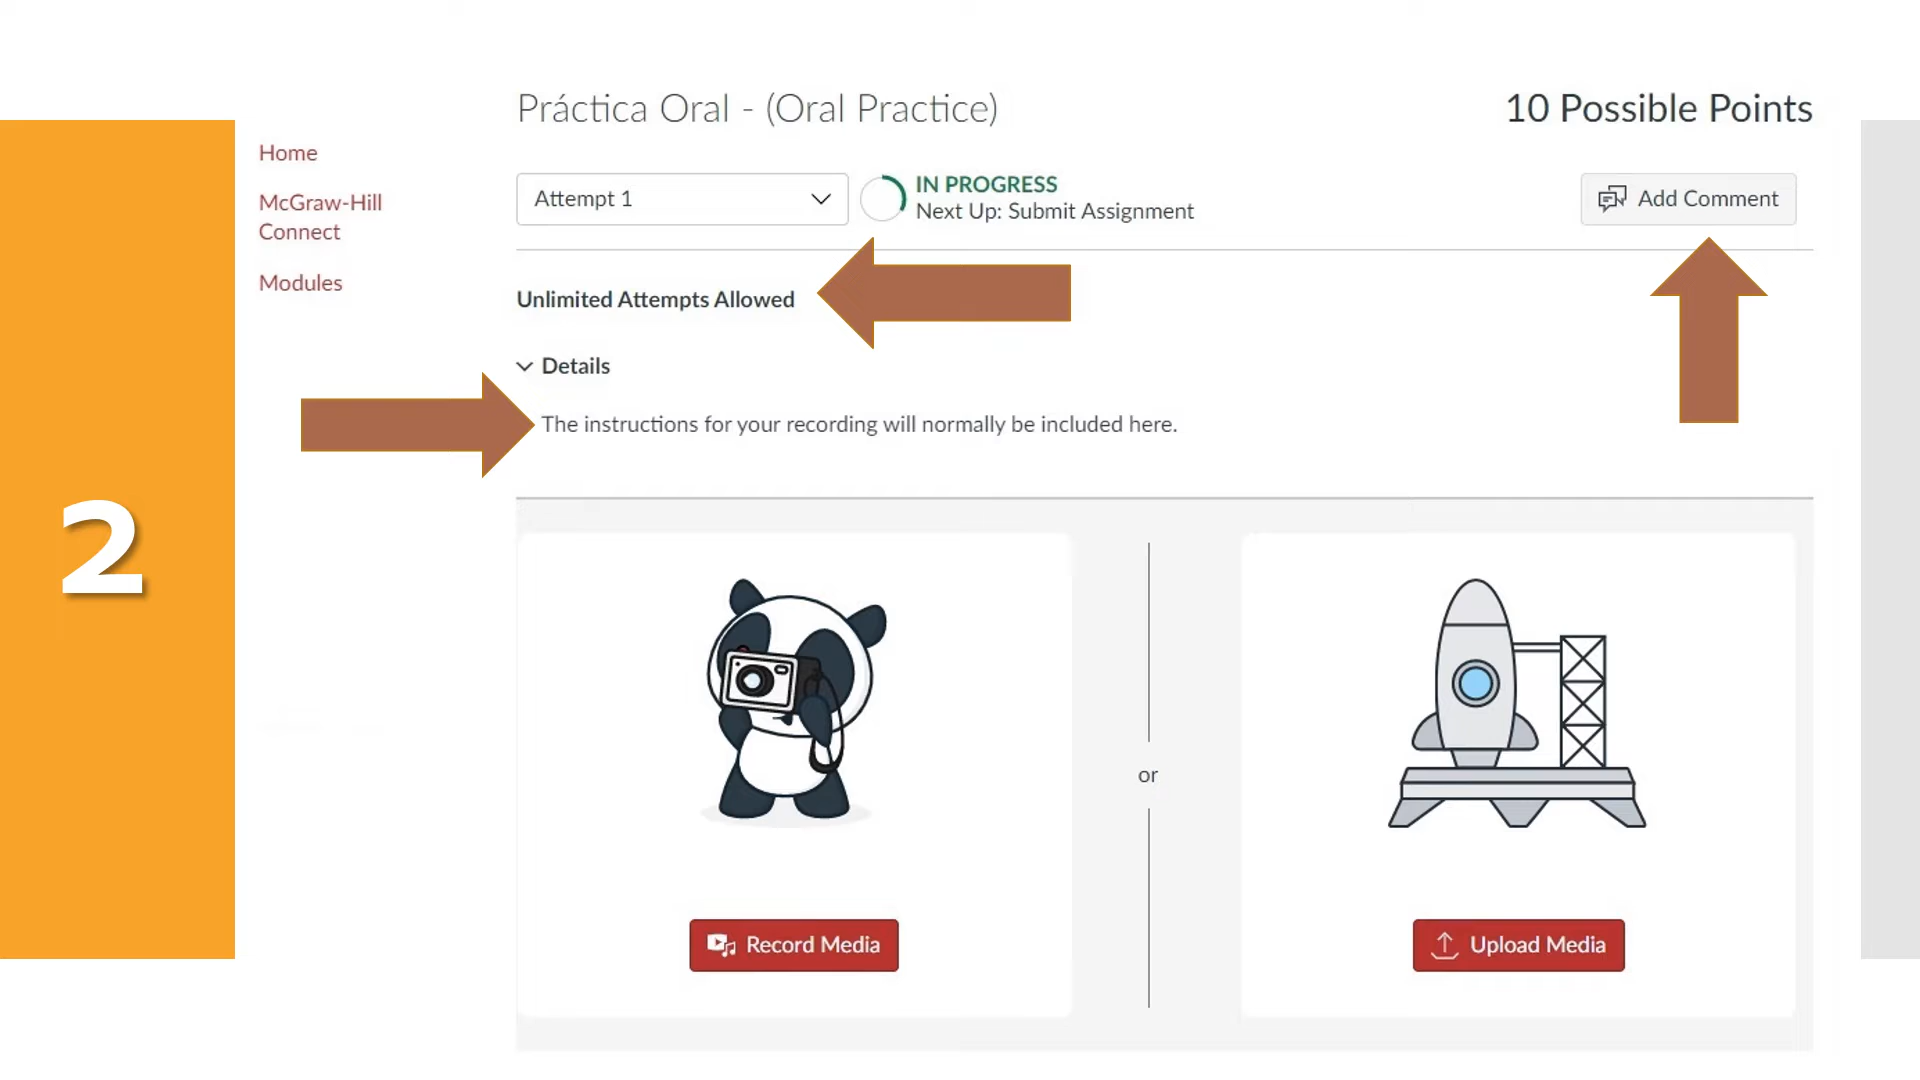 Práctica Oral - (Oral Practice)
10 Possible Points
Home
McGraw-Hill
Connect
Modules
Attempt 1
IN PROGRESS
Next Up: Submit Assignment
Add Comment
Unlimited Attempts Allowed
Details
The instructions for your recording will normally be included here.
2
or
Record Media
Upload Media